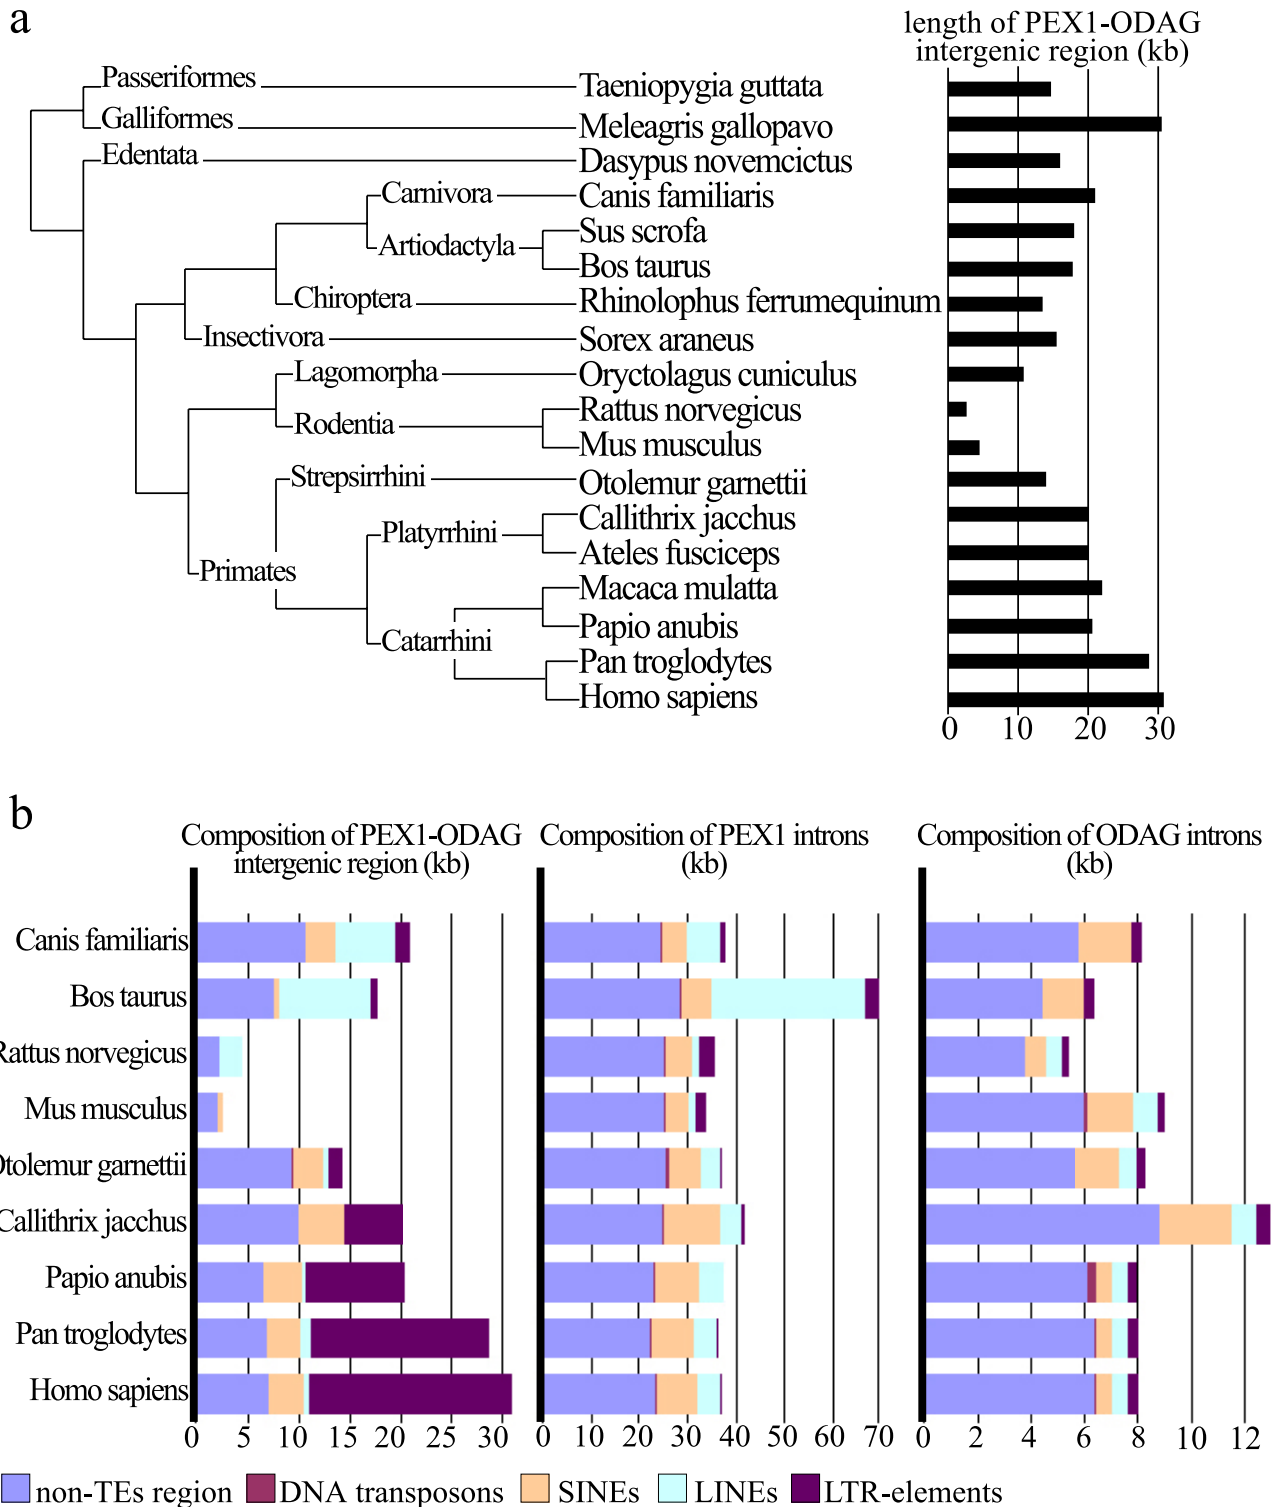 a
length of PEX1-ODAG
intergenic region (kb)
Passeriformes
Taeniopygia guttata
Galliformes
Meleagris gallopavo
Edentata
Dasypus novemcictus
Carnivora
Canis familiaris
Sus scrofa
Artiodactyla
Bos taurus
Chiroptera
Rhinolophus ferrumequinum
Insectivora
Sorex araneus
Lagomorpha
Oryctolagus cuniculus
Rattus norvegicus
Rodentia
Mus musculus
Strepsirrhini
Otolemur garnettii
Callithrix jacchus
Platyrrhini
Ateles fusciceps
Primates
Macaca mulatta
Papio anubis
Catarrhini
Pan troglodytes
Homo sapiens
0 10 20 30
b
Composition of PEX1-ODAG
intergenic region (kb)
Composition of PEX1 introns
(kb)
Composition of ODAG introns
(kb)
Canis familiaris
Bos taurus
Rattus norvegicus
Mus musculus
Otolemur garnettii
Callithrix jacchus
Papio anubis
Pan troglodytes
Homo sapiens
0 5 10 15 20 25 30
0 10 20 30 40 50 60 70
0 2 4 6 8 10 12
non-TEs region
DNA transposons
SINEs
LINEs
LTR-elements